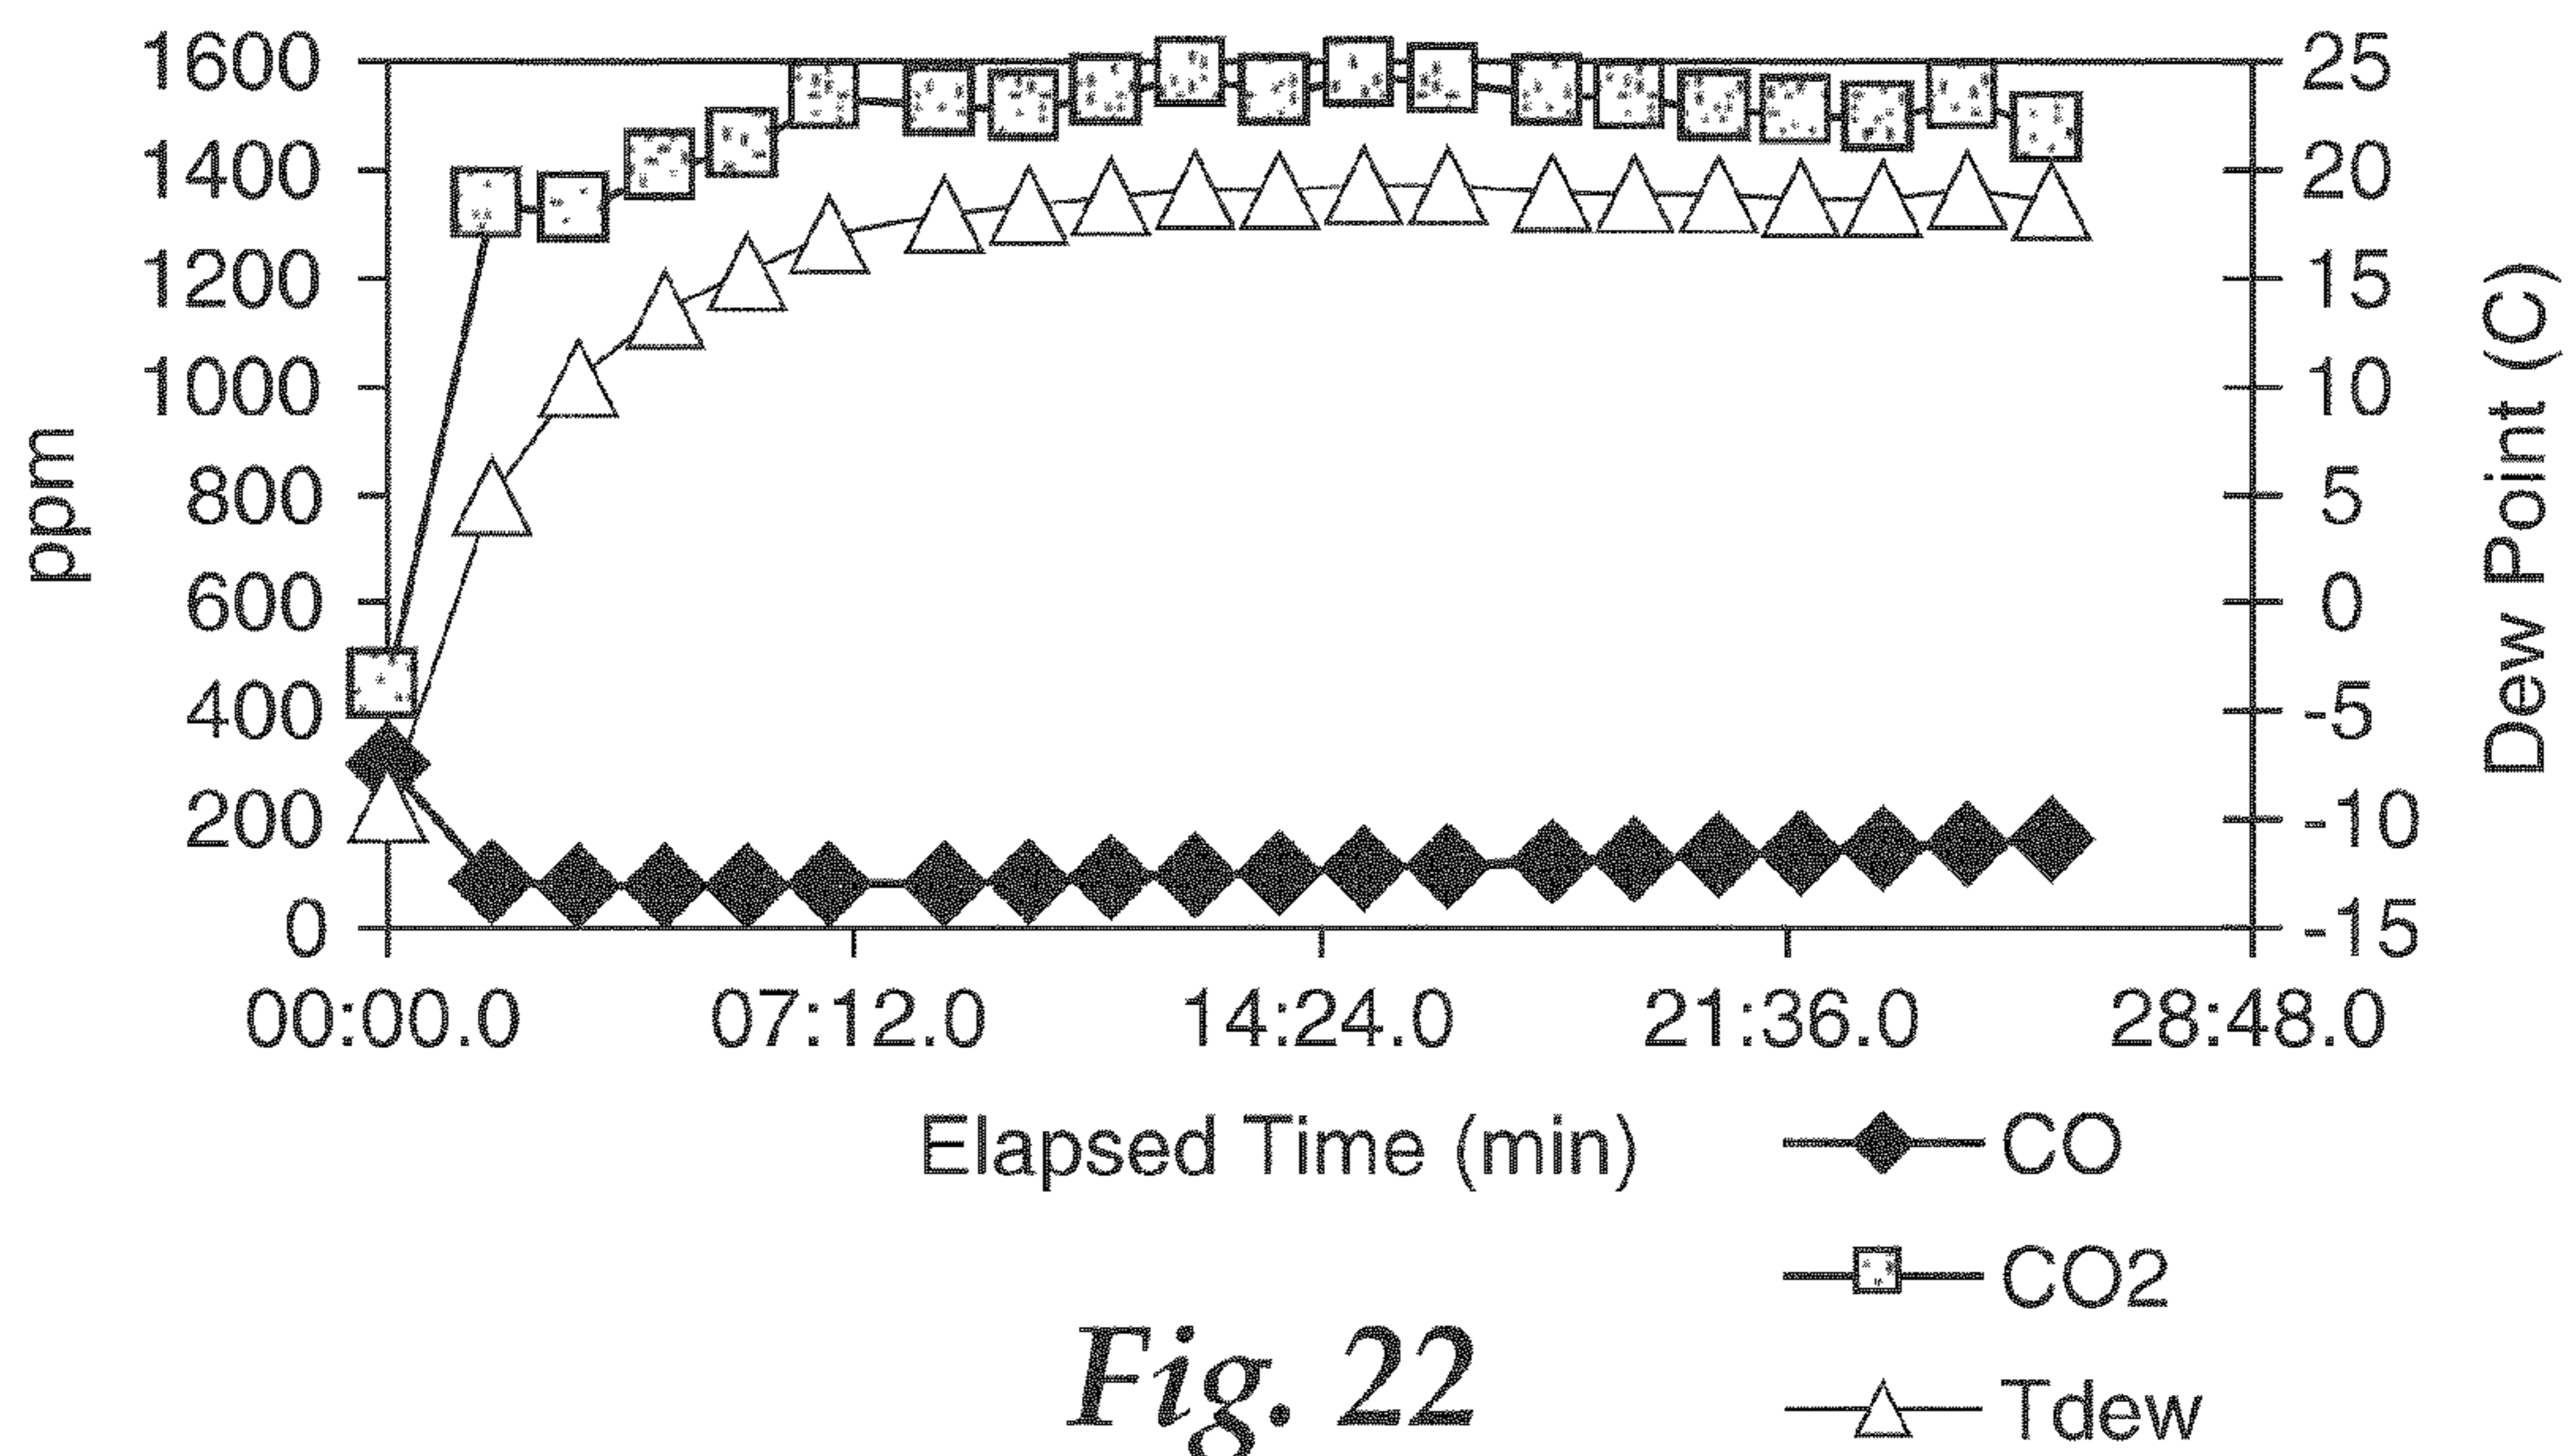 1600
1400
1200
1000
800
600
400
200
0
ppm
25
20
15
10
5
0
-5
-10
-15
Dew Point (C)
00:00.0 07:12.0 14:24.0 21:36.0 28:48.0
Elapsed Time (min)
CO
CO2
Tdew
Fig. 22